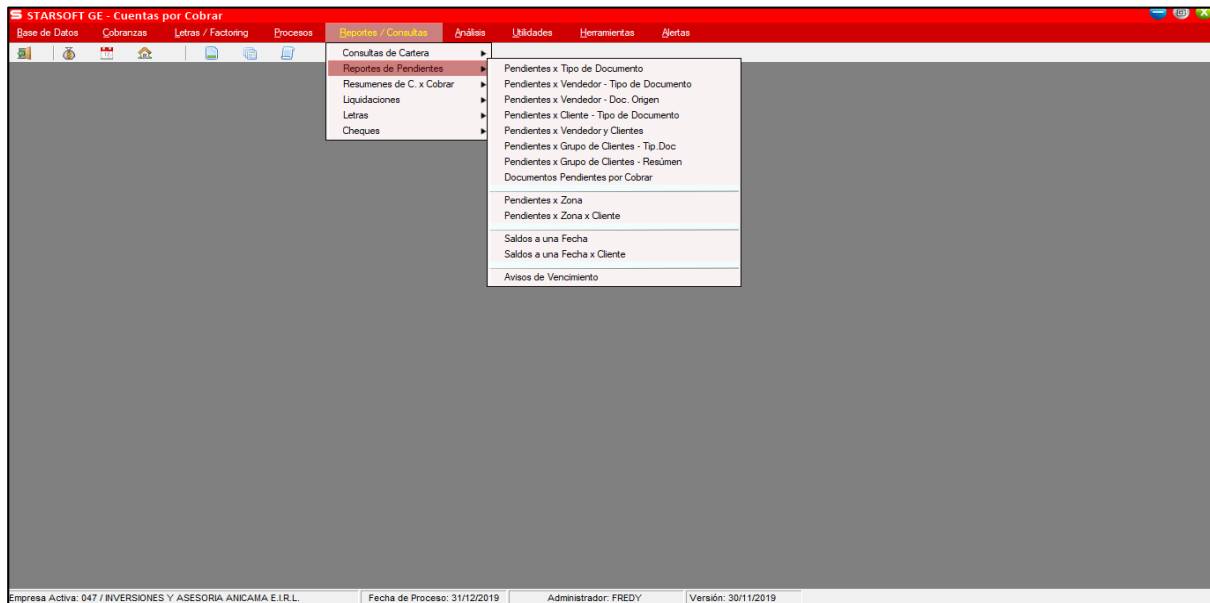 STARSOFT GE - Cuentas por Cobrar
Base de Datos Cobranzas Letras / Factoring Procesos Reportes / Consultas Análisis Utilidades Herramientas Alertas
Consultas de Cartera
Reportes de Pendientes
Resumenes de C. x Cobrar
Liquidaciones
Letras
Cheques
Pendientes x Tipo de Documento
Pendientes x Vendedor - Tipo de Documento
Pendientes x Vendedor - Doc. Origen
Pendientes x Cliente - Tipo de Documento
Pendientes x Vendedor y Clientes
Pendientes x Grupo de Clientes - Tip.Doc
Pendientes x Grupo de Clientes - Resúmen
Documentos Pendientes por Cobrar
Pendientes x Zona
Pendientes x Zona x Cliente
Saldos a una Fecha
Saldos a una Fecha x Cliente
Avisos de Vencimiento
Empresa Activa: 047 / INVERSIONES Y ASESORIA ANICAMA E.I.R.L. Fecha de Proceso: 31/12/2019 Administrador: FREDY Versión: 30/11/2019